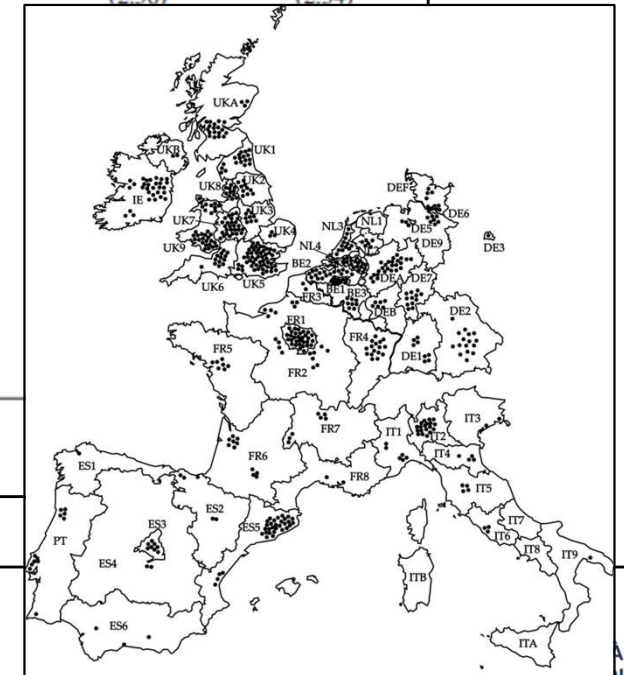 UKA
UKB
UK1
IE
UK8
UK2
UK7
UK3
UK9
UK4
UK6
UK5
NL3
NL1
NL4
BE2
BE1
BE3
DEF
DE6
DE5
DE9
DE3
DEA
DE7
DEB
FR3
FR1
FR4
FR5
FR2
DE1
DE2
FR6
FR7
FR8
IT1
IT2
IT3
IT4
IT5
IT6
IT7
IT8
IT9
ITB
ITA
ES1
ES2
ES3
ES4
ES5
ES6
PT